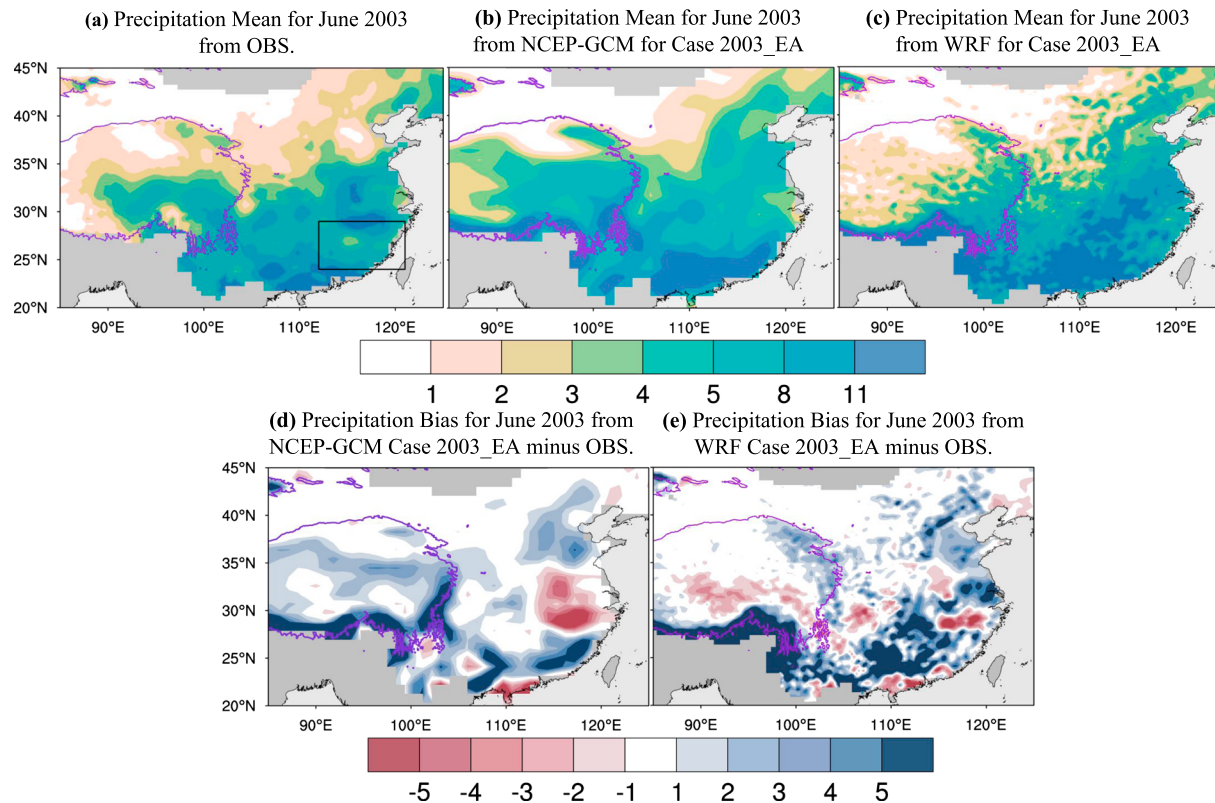 (a) Precipitation Mean for June 2003
from OBS.
(b) Precipitation Mean for June 2003
from NCEP-GCM for Case 2003_EA
(c) Precipitation Mean for June 2003
from WRF for Case 2003_EA
45°N
40°N
35°N
30°N
25°N
20°N
90°E 100°E 110°E 120°E
90°E 100°E 110°E 120°E
90°E 100°E 110°E 120°E
1 2 3 4 5 8 11
(d) Precipitation Bias for June 2003 from
NCEP-GCM Case 2003_EA minus OBS.
(e) Precipitation Bias for June 2003 from
WRF Case 2003_EA minus OBS.
45°N
40°N
35°N
30°N
25°N
20°N
90°E 100°E 110°E 120°E
90°E 100°E 110°E 120°E
-5 -4 -3 -2 -1 1 2 3 4 5